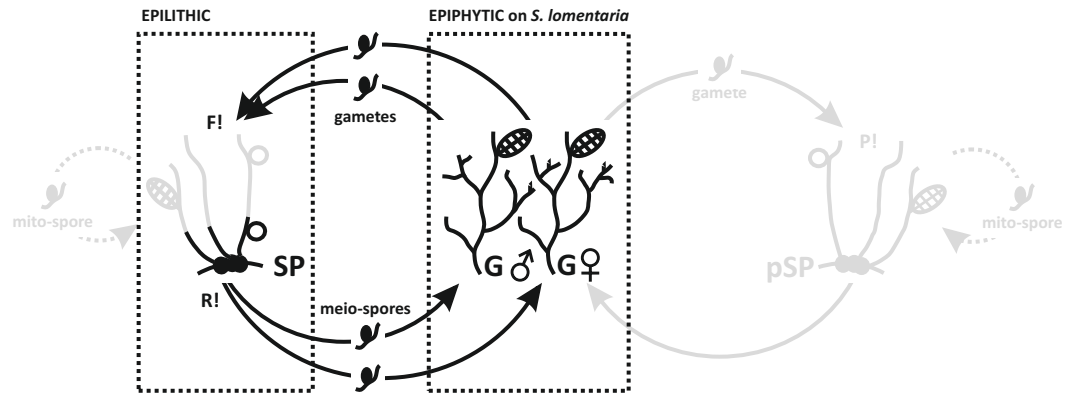 EPILITHIC
EPIPHYTIC on S. lomentaria
gametes
gamete
F!
P!
mito-spore
mito-spore
SP
G ♂ G♀
pSP
R!
meio-spores